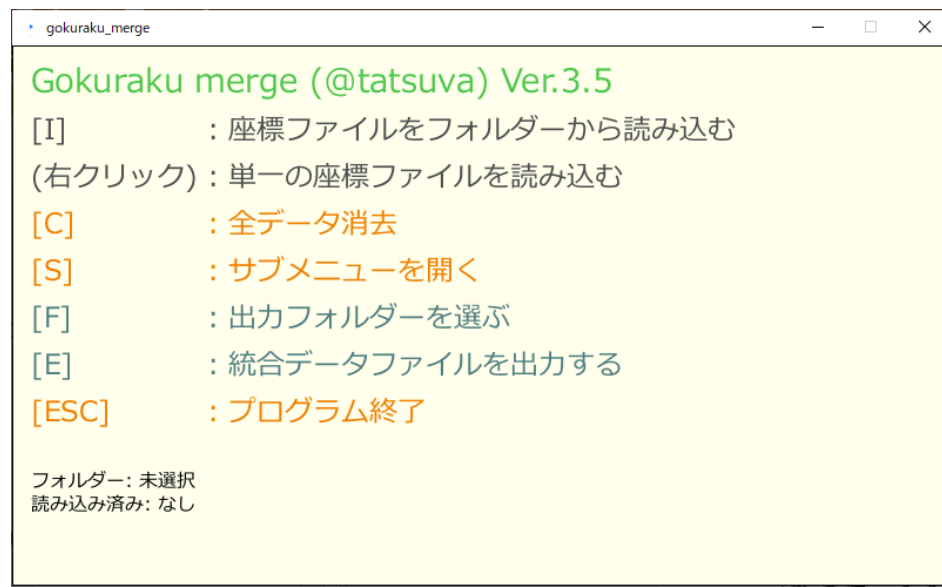 gokuraku_merge
Gokuraku merge (@tatsuva) Ver.3.5
[I] : 座標ファイルをフォルダーから読み込む
(右クリック) : 単一の座標ファイルを読み込む
[C] : 全データ消去
[S] : サブメニューを開く
[F] : 出力フォルダーを選ぶ
[E] : 統合データファイルを出力する
[ESC] : プログラム終了
フォルダー: 未選択
読み込み済み: なし